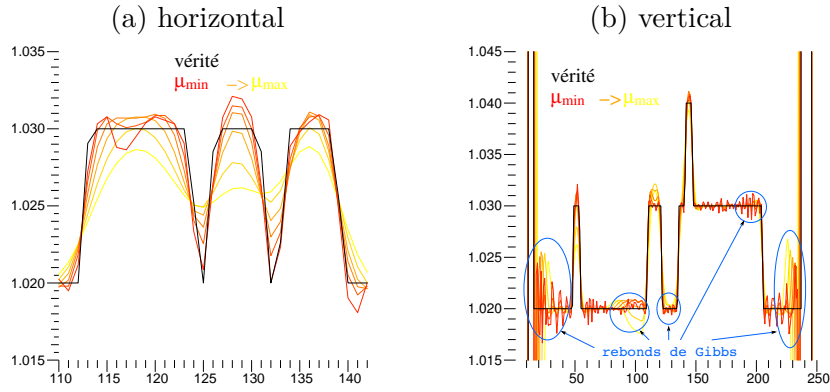 (a) horizontal
(b) vertical
1.035
1.030
1.025
1.020
1.015
110 115 120 125 130 135 140
vérité
μmin −>μmax
1.045
1.040
1.035
1.030
1.025
1.020
1.015
50 100 150 200 250
vérité
μmin −>μmax
rebonds de Gibbs